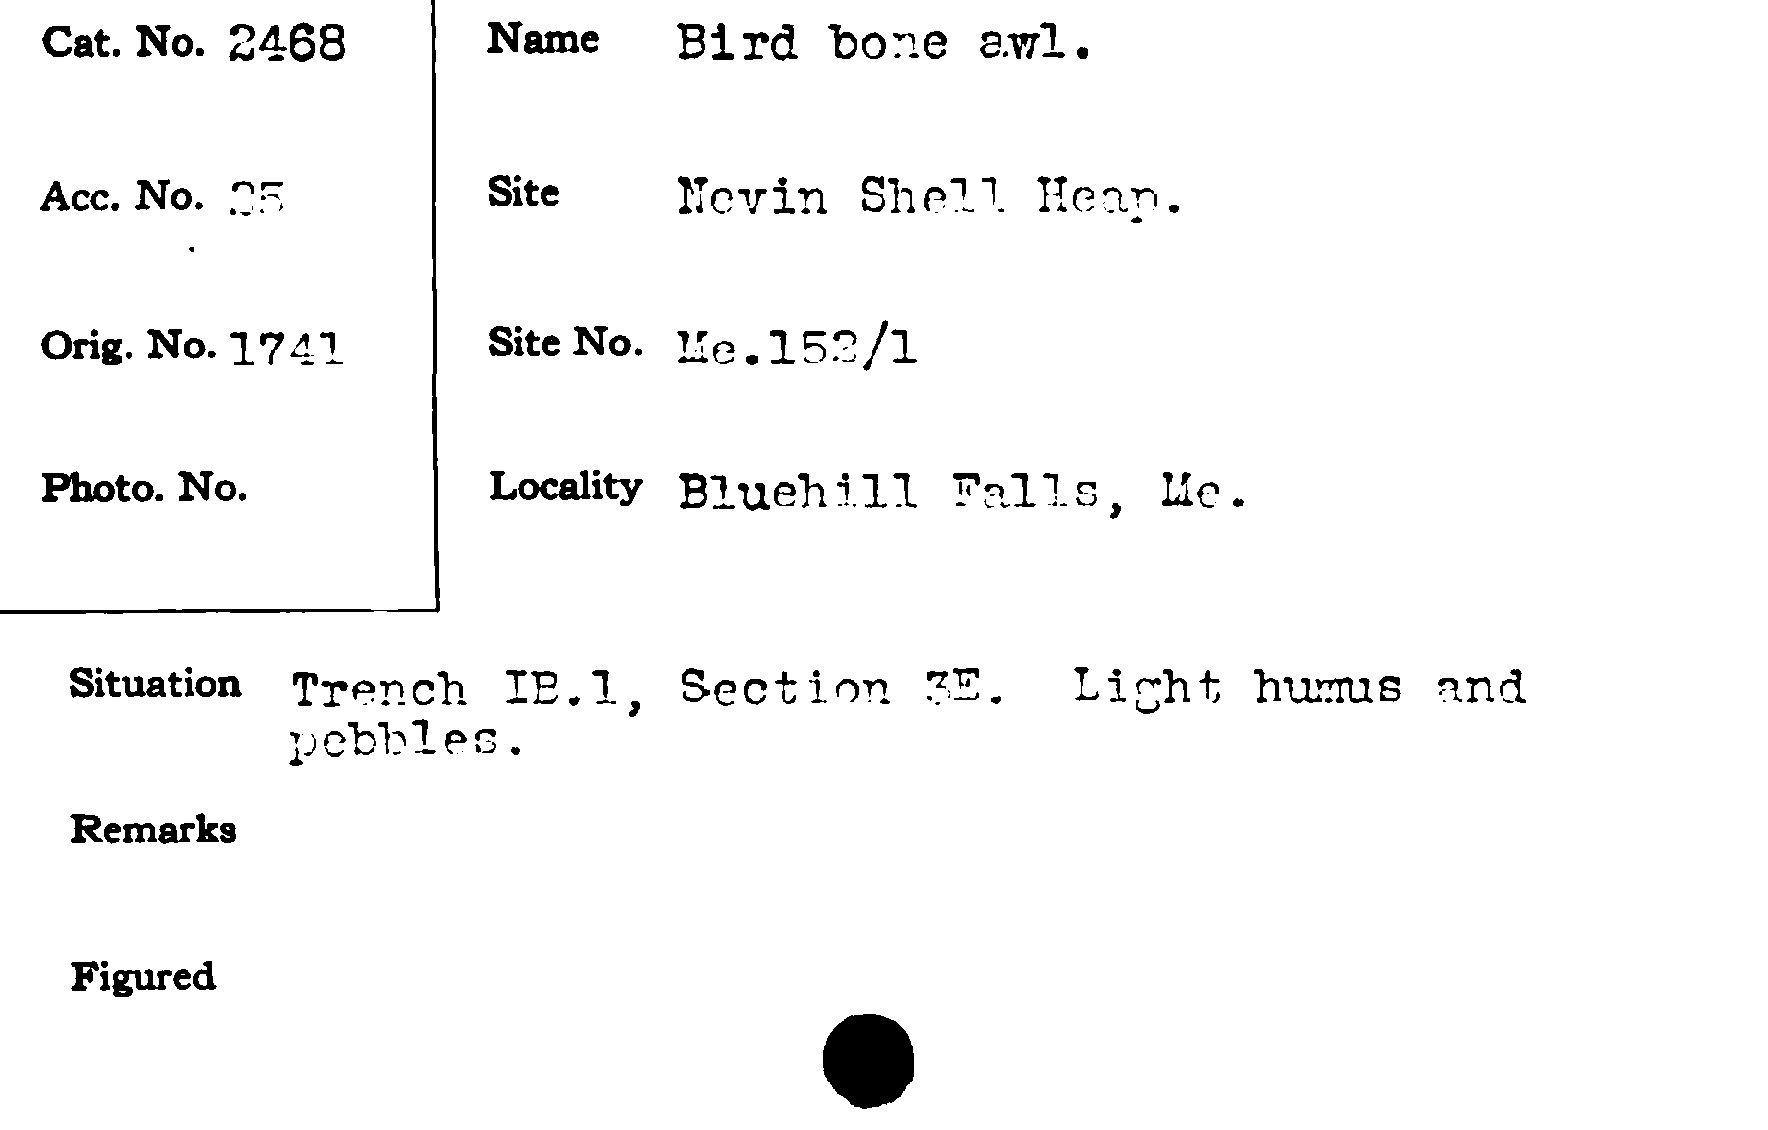 Cat. No. 2468
Name Bird bone awl.
Acc. No. 35
Site Nevin Shell Heap.
Orig. No. 1741
Site No. Me.152/1
Photo. No.
Locality Bluehill Falls, Me.
Situation Trench IB.1, Section 3E. Light humus and
pebbles.
Remarks
Figured